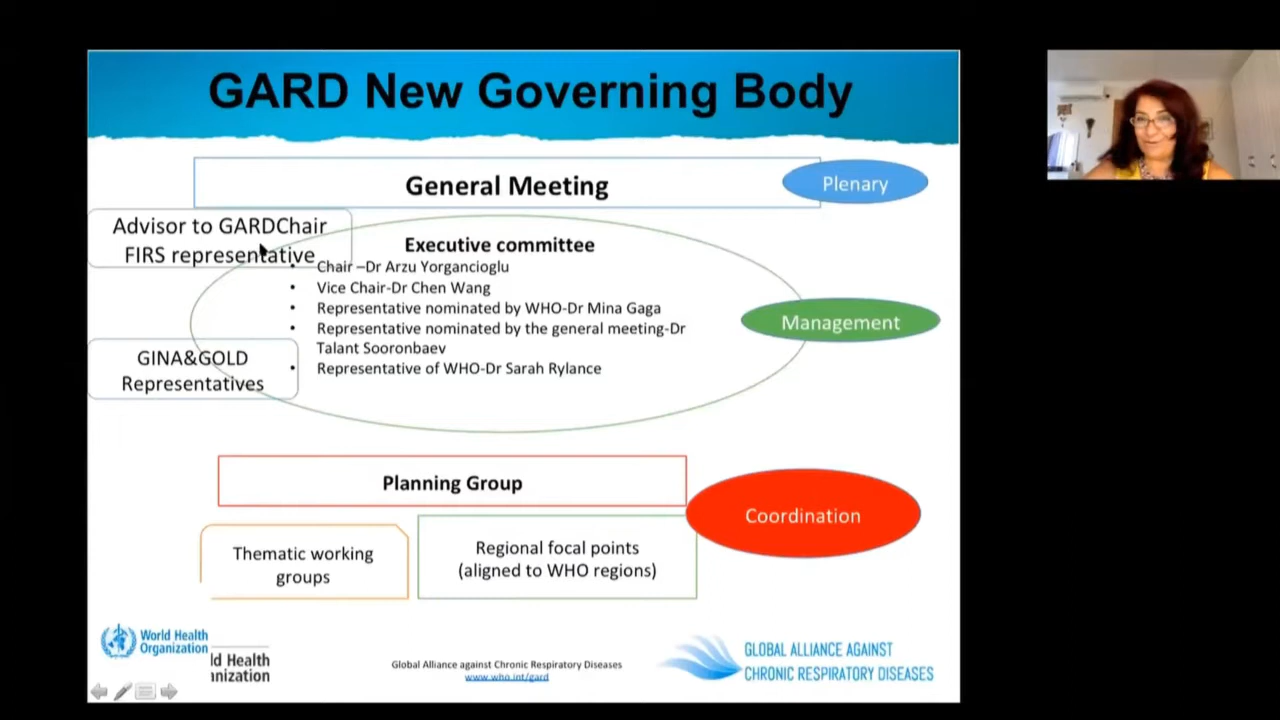 GARD New Governing Body
General Meeting
Plenary
Advisor to GARDChair
FIRS representative
Executive committee
• Chair –Dr Arzu Yorgancioglu
• Vice Chair-Dr Chen Wang
• Representative nominated by WHO-Dr Mina Gaga
• Representative nominated by the general meeting-Dr
Talant Sooronbaev
• Representative of WHO-Dr Sarah Rylance
Management
GINA&GOLD
Representatives
Planning Group
Coordination
Thematic working
groups
Regional focal points
(aligned to WHO regions)
World Health
Organization
ld Health
nization
Global Alliance against Chronic Respiratory Diseases
www.who.int/gard
GLOBAL ALLIANCE AGAINST
CHRONIC RESPIRATORY DISEASES